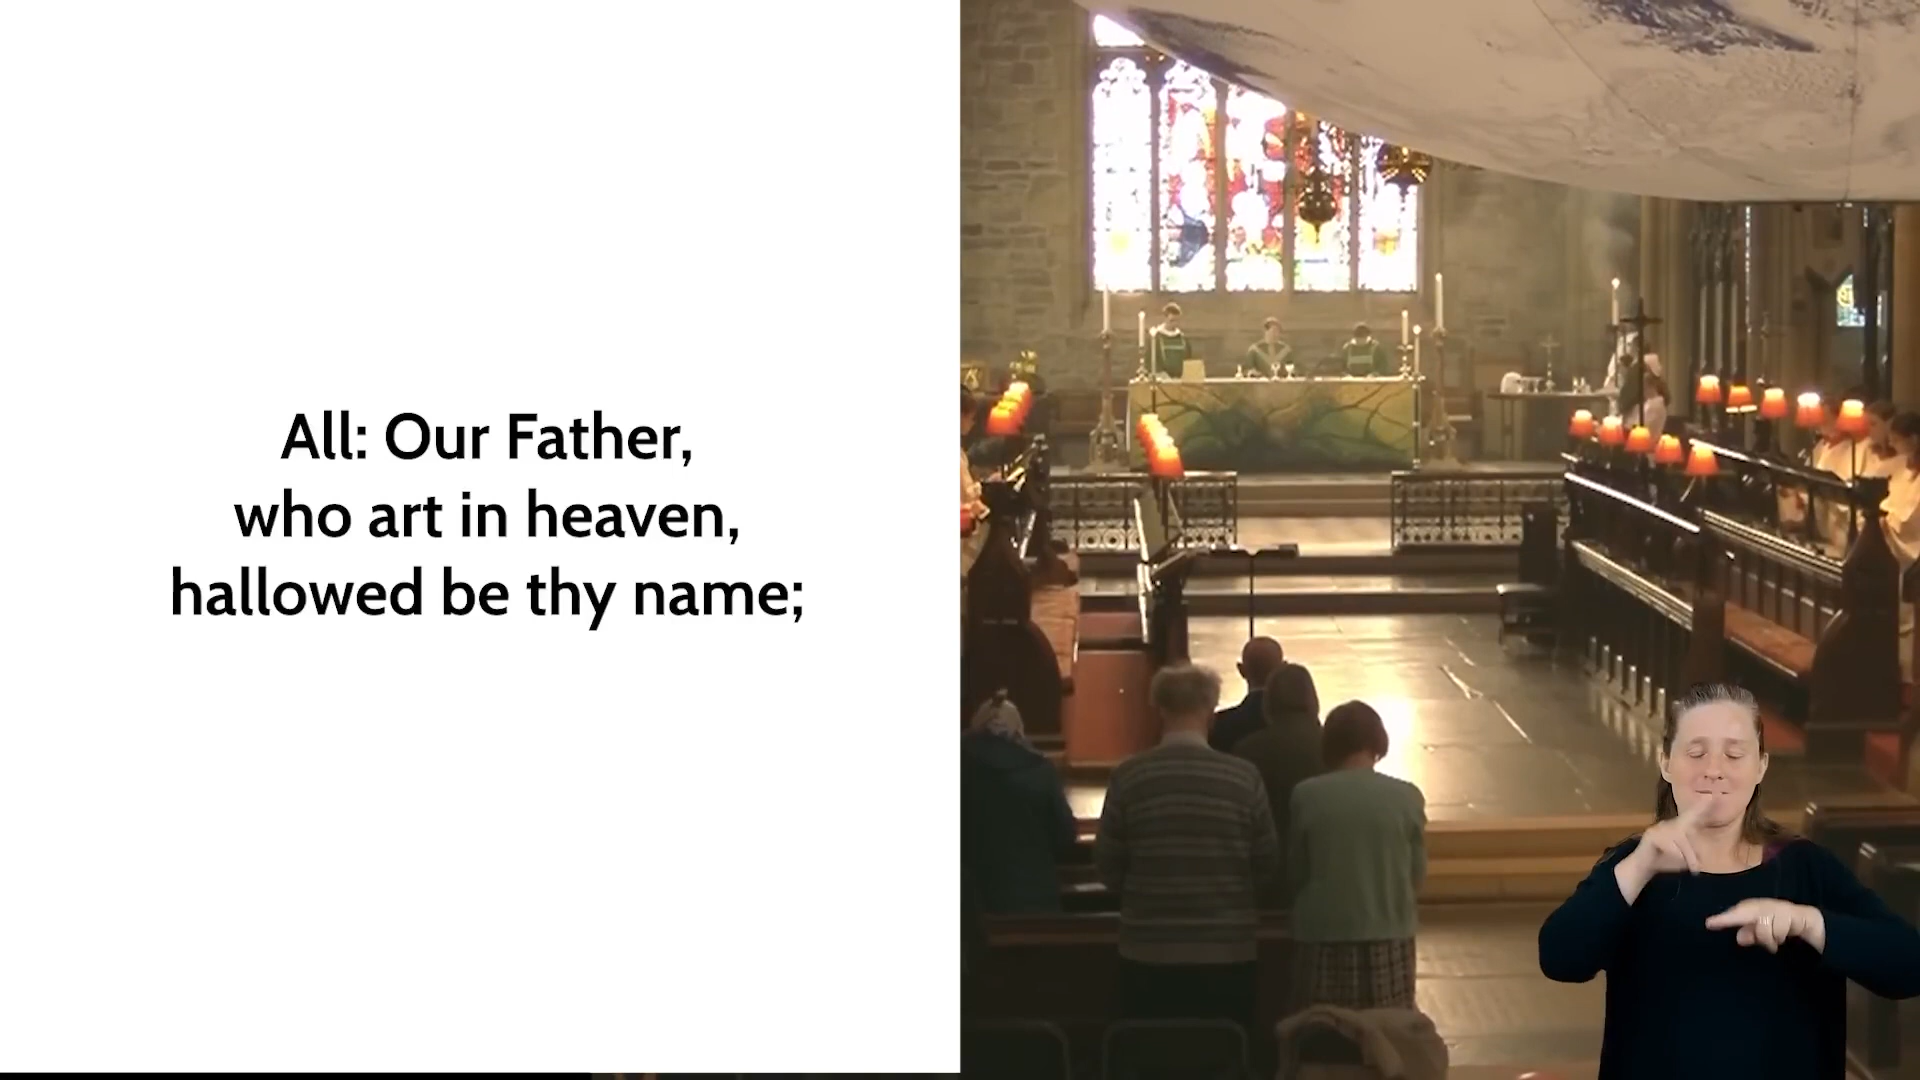 All: Our Father,
who art in heaven,
hallowed be thy name;